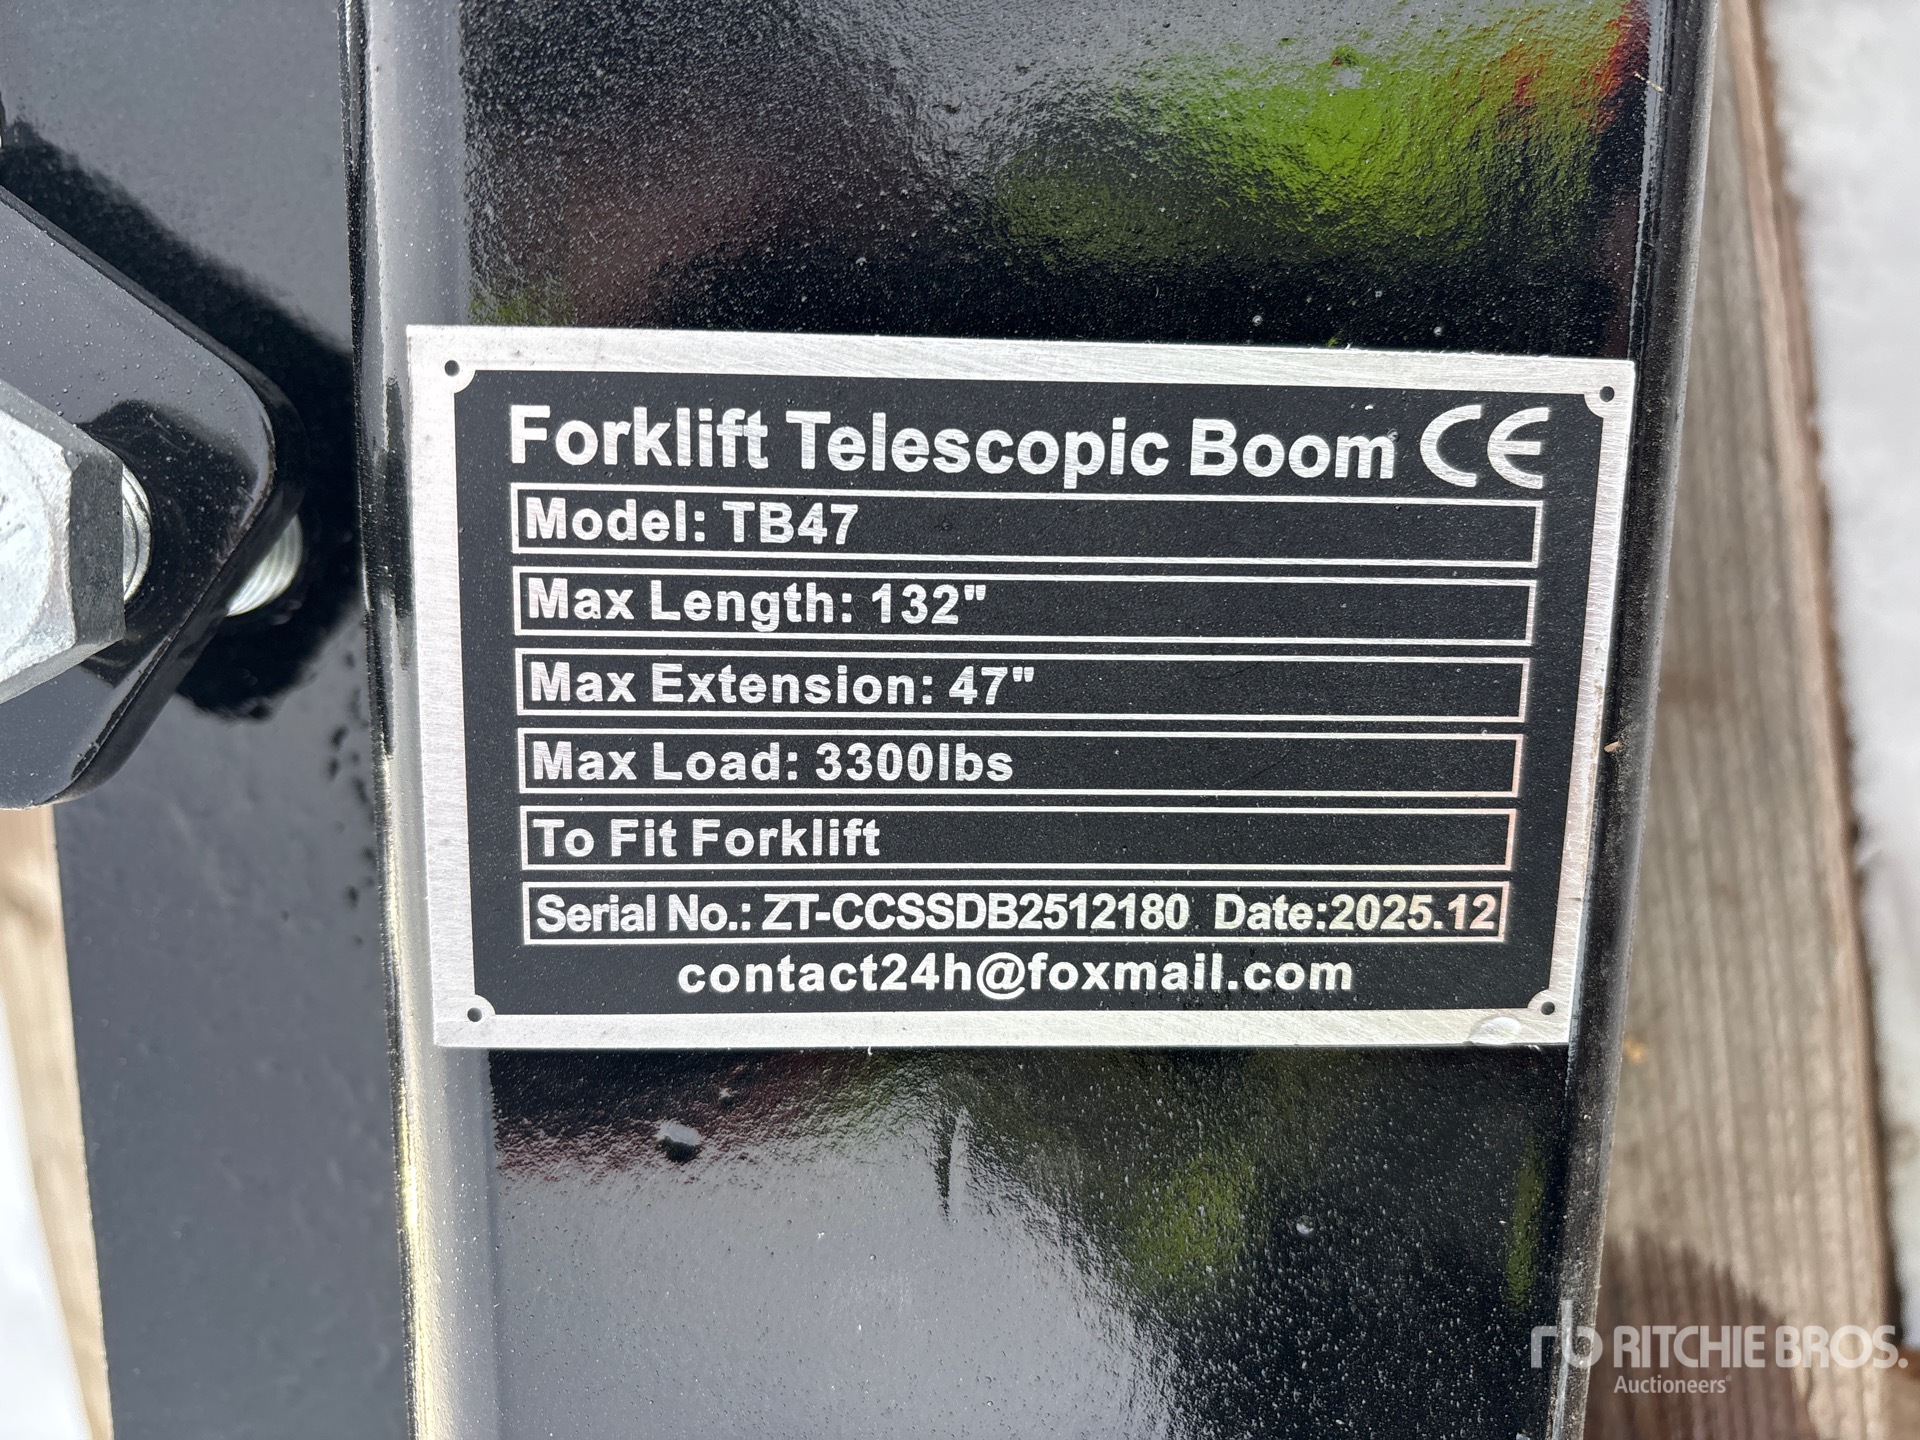 Forklift Telescopic Boom CE
Model: TB47
Max Length: 132"
Max Extension: 47"
Max Load: 3300lbs
To Fit Forklift
Serial No.: ZT-CCSSDB2512180 Date:2025.12
contact24h@foxmail.com
rb RITCHIE BROS.
Auctioneers